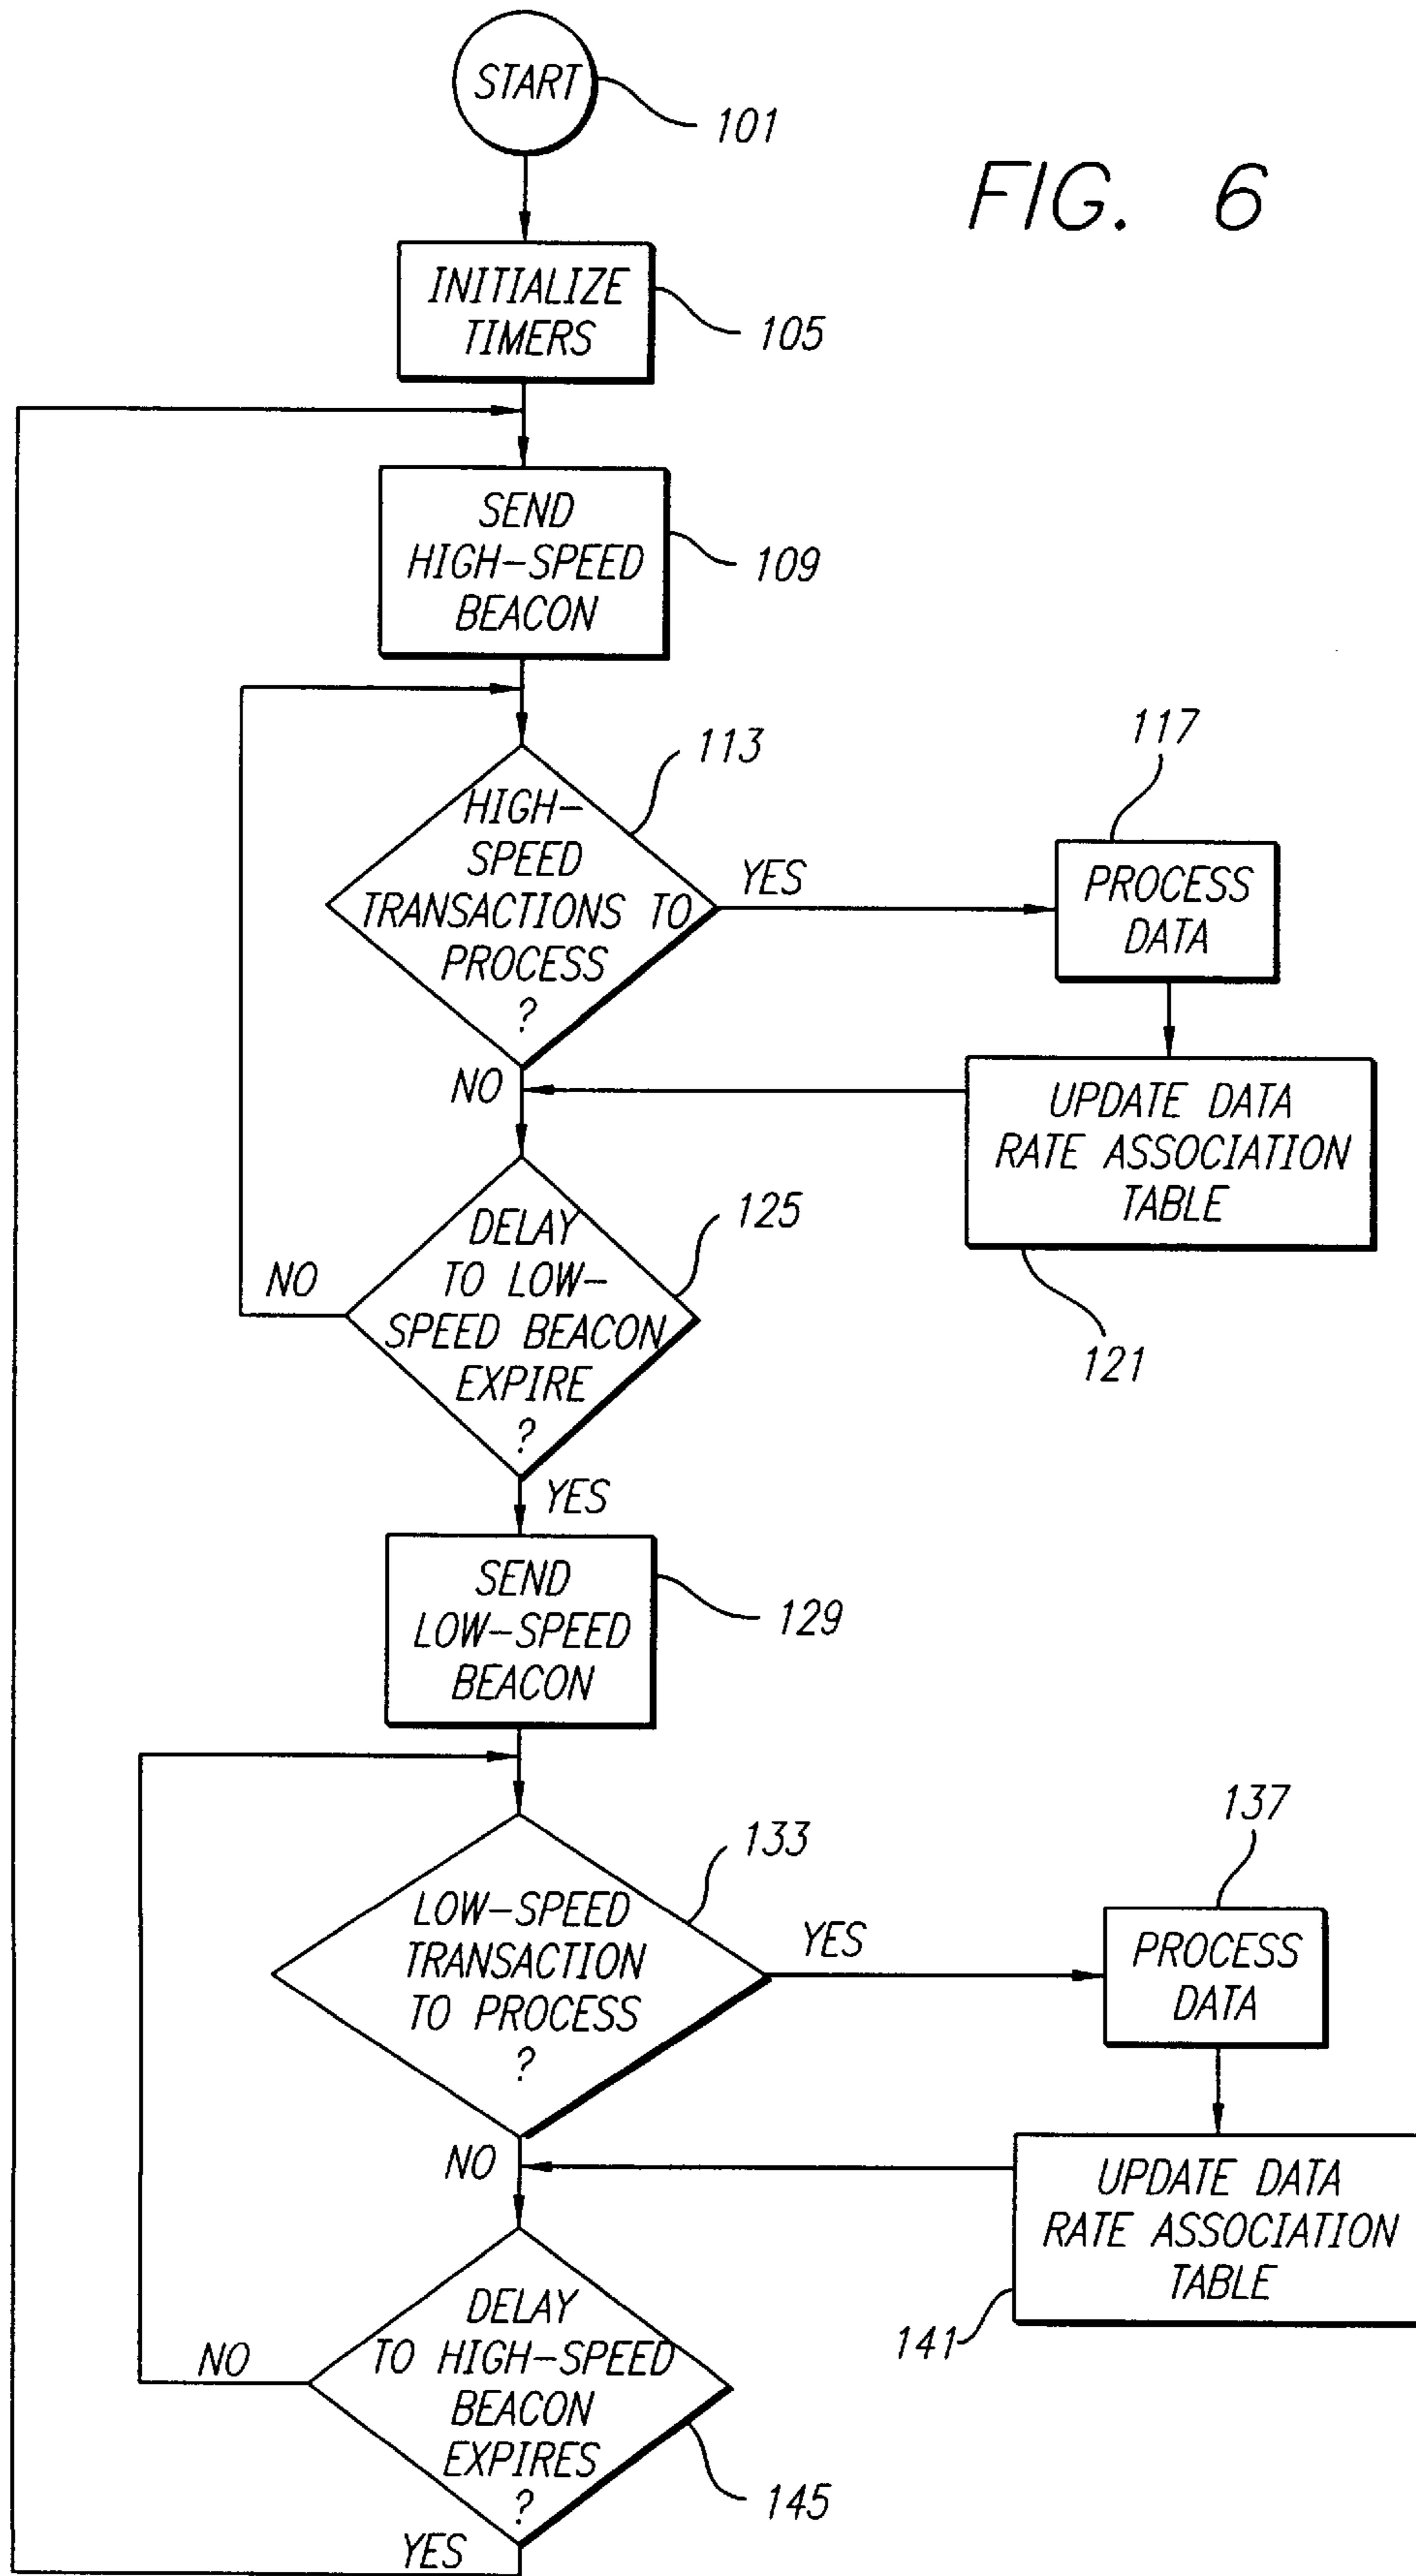 START
101
FIG. 6
INITIALIZE
TIMERS
105
SEND
HIGH-SPEED
BEACON
109
113
HIGH-
SPEED
TRANSACTIONS TO
PROCESS
?
YES
117
PROCESS
DATA
NO
UPDATE DATA
RATE ASSOCIATION
TABLE
121
125
DELAY
TO LOW-
SPEED BEACON
EXPIRE
?
NO
YES
SEND
LOW-SPEED
BEACON
129
133
LOW-SPEED
TRANSACTION
TO PROCESS
?
YES
137
PROCESS
DATA
NO
UPDATE DATA
RATE ASSOCIATION
TABLE
141
DELAY
TO HIGH-SPEED
BEACON
EXPIRES
?
NO
145
YES